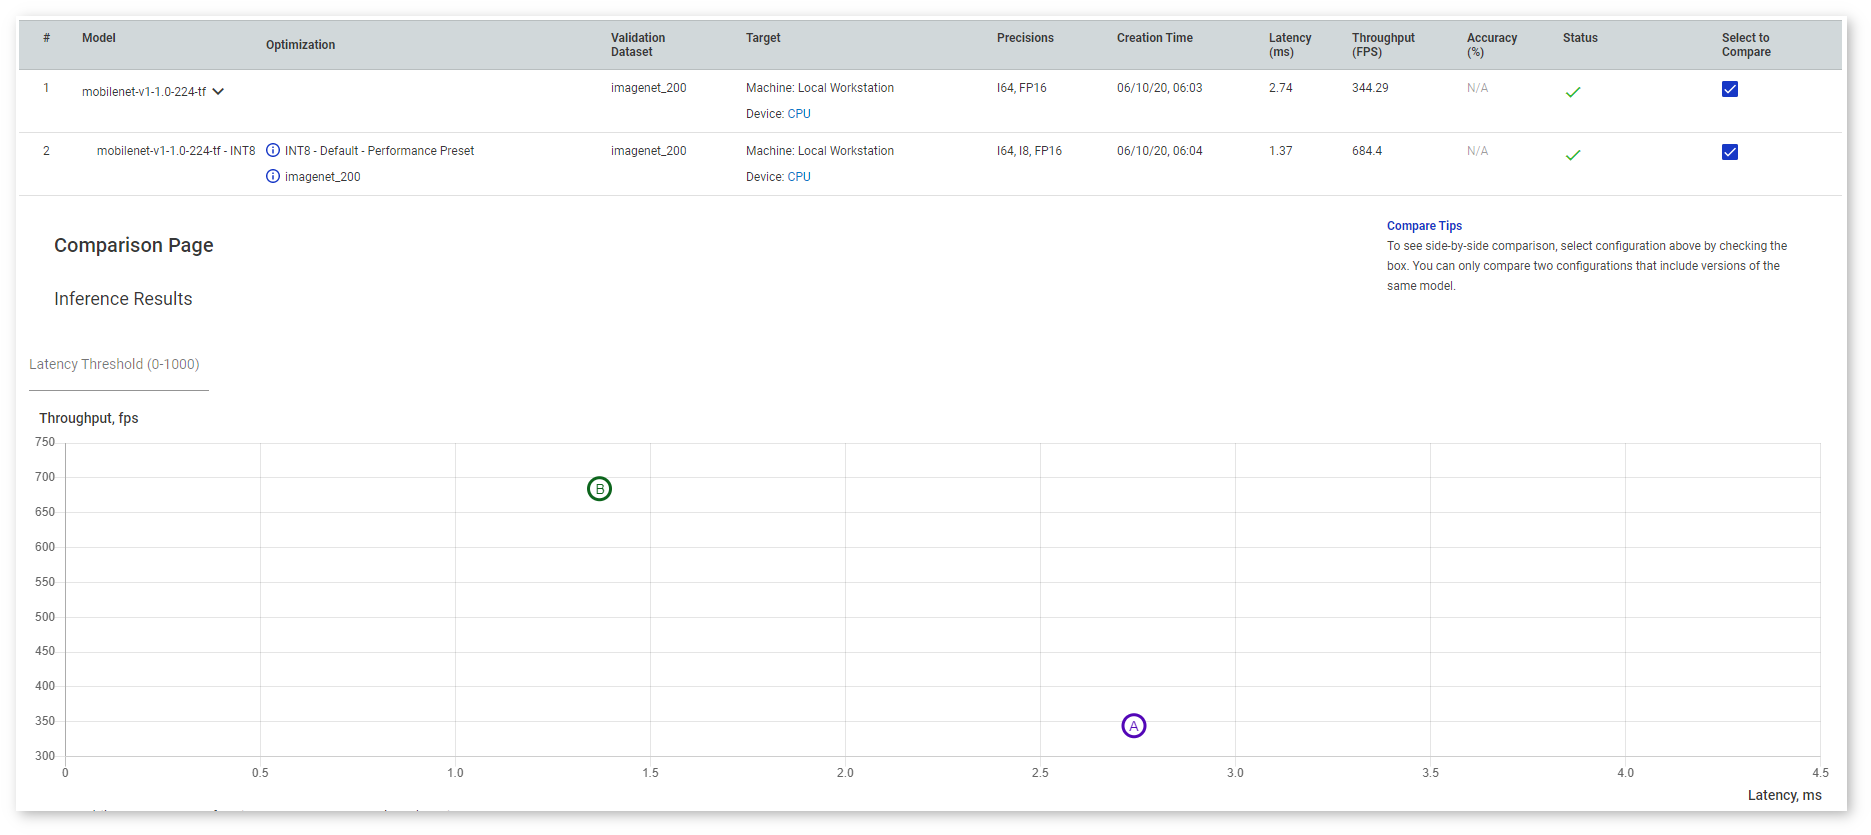 # Model Optimization Validation Dataset Target Precisions Creation Time Latency (ms) Throughput (FPS) Accuracy (%) Status Select to Compare
1 mobilenet-v1-1.0-224-tf imagenet_200 Machine: Local Workstation I64, FP16 06/10/20, 06:03 2.74 344.29 N/A
Device: CPU
2 mobilenet-v1-1.0-224-tf - INT8 INT8 - Default - Performance Preset imagenet_200 Machine: Local Workstation I64, I8, FP16 06/10/20, 06:04 1.37 684.4 N/A
imagenet_200 Device: CPU
Comparison Page
Inference Results
Compare Tips
To see side-by-side comparison, select configuration above by checking the
box. You can only compare two configurations that include versions of the
same model.
Latency Threshold (0-1000)
Throughput, fps
750
700
B
650
600
550
500
450
400
350
A
300
0 0.5 1.0 1.5 2.0 2.5 3.0 3.5 4.0 4.5
Latency, ms